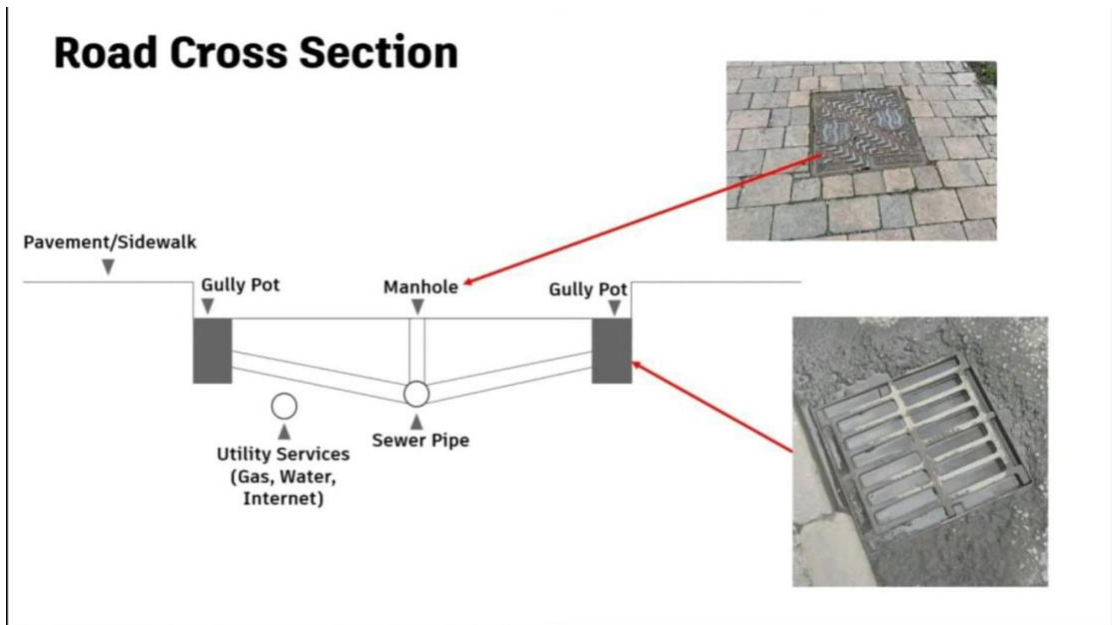 Road Cross Section
Pavement/Sidewalk
Gully Pot
Manhole
Gully Pot
Sewer Pipe
Utility Services
(Gas, Water,
Internet)